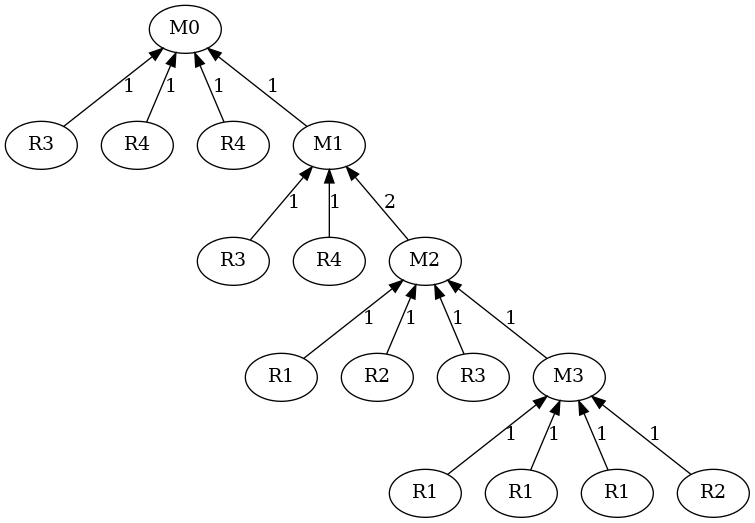 M0
1 1 1 1
R3 R4 R4 M1
1 1 2
R3 R4 M2
1 1 1 1
R1 R2 R3 M3
1 1 1 1
R1 R1 R1 R2